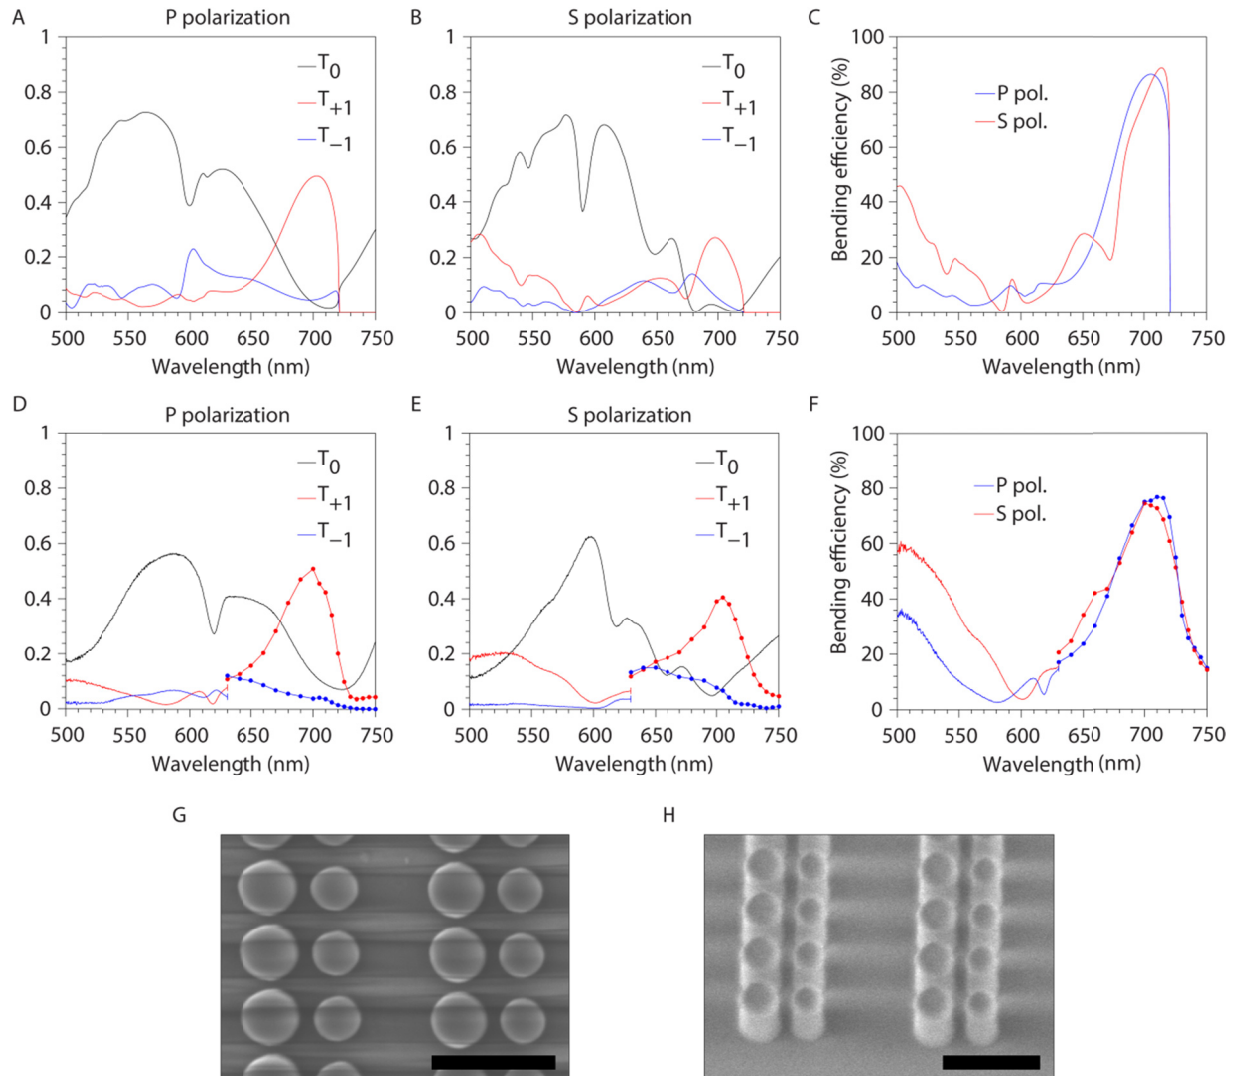 A
P polarization
1
0.8
0.6
0.4
0.2
0
T0
T+1
T−1
500
550
600
650
700
750
Wavelength (nm)
B
S polarization
1
0.8
0.6
0.4
0.2
0
T0
T+1
T−1
500
550
600
650
700
750
Wavelength (nm)
C
Bending efficiency (%)
100
80
60
40
20
0
P pol.
S pol.
500
550
600
650
700
750
Wavelength (nm)
D
P polarization
1
0.8
0.6
0.4
0.2
0
T0
T+1
T−1
500
550
600
650
700
750
Wavelength (nm)
E
S polarization
1
0.8
0.6
0.4
0.2
0
T0
T+1
T−1
500
550
600
650
700
750
Wavelength (nm)
F
Bending efficiency (%)
100
80
60
40
20
0
P pol.
S pol.
500
550
600
650
700
750
Wavelength (nm)
G
H